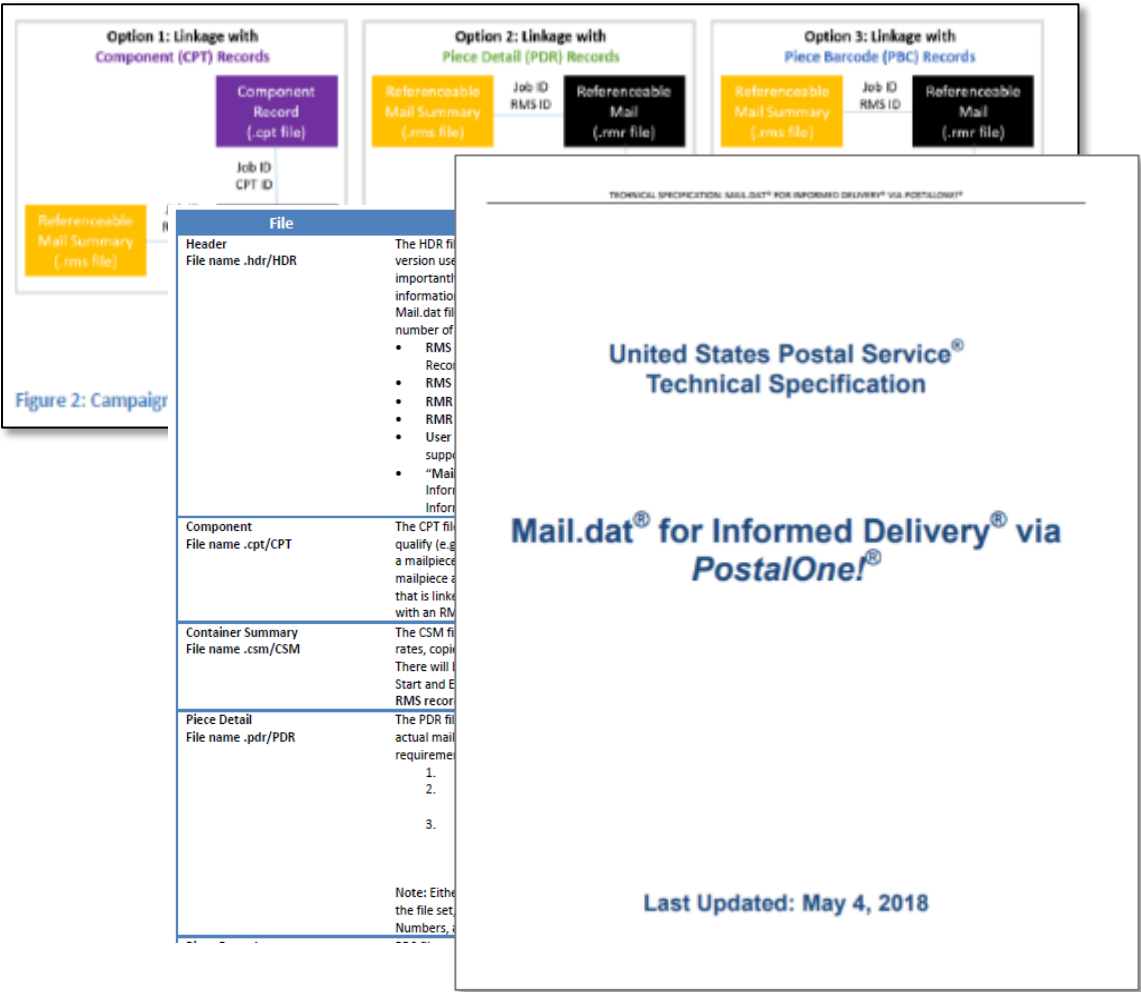 Option 1: Linkage with
Component (CPT) Records
Component
Record
(.cpt file)
Job ID
CPT ID
Referenceable
Mail Summary
(.rms file)
Option 2: Linkage with
Piece Detail (PDR) Records
Referenceable
Mail Summary
(.rms file)
Job ID
RMS ID
Referenceable
Mail
(.rmr file)
Option 3: Linkage with
Piece Barcode (PBC) Records
Referenceable
Mail Summary
(.rms file)
Job ID
RMS ID
Referenceable
Mail
(.rmr file)
Figure 2: Campaign
File
Header
File name .hdr/HDR
The HDR fil
version use
importantl
information
Mail.dat fil
number of
• RMS
Recor
• RMS
• RMR
• RMR
• User
suppo
• “Mail
Inform
Inform
Component
File name .cpt/CPT
The CPT file
qualify (e.g
a mailpiece
mailpiece a
that is linke
with an RM
Container Summary
File name .csm/CSM
The CSM fi
rates, copie
There will b
Start and E
RMS recor
Piece Detail
File name .pdr/PDR
The PDR fil
actual mail
requiremen
1.
2.
3.
Note: Eithe
the file set,
Numbers, a
TECHNICAL SPECIFICATION: MAIL.DAT® FOR INFORMED DELIVERY® VIA POSTALONE!®
United States Postal Service®
Technical Specification
Mail.dat® for Informed Delivery® via
PostalOne!®
Last Updated: May 4, 2018